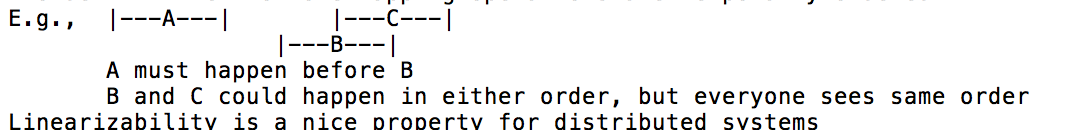 E.g.,  |---A---|       |---C---|
                   |---B---|
A must happen before B
B and C could happen in either order, but everyone sees same order
Linearizability is a nice property for distributed systems